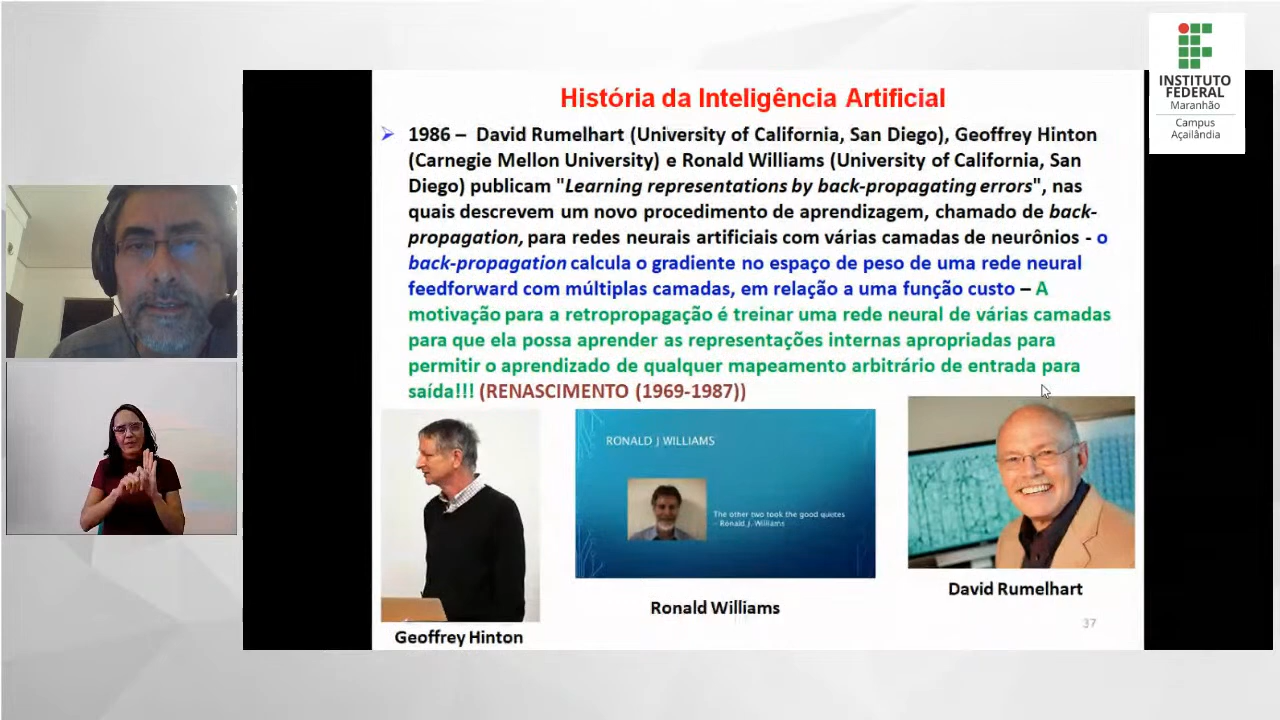 INSTITUTO
FEDERAL
Maranhão
Campus
Açailândia
História da Inteligência Artificial
1986 – David Rumelhart (University of California, San Diego), Geoffrey Hinton
(Carnegie Mellon University) e Ronald Williams (University of California, San
Diego) publicam "Learning representations by back-propagating errors", nas
quais descrevem um novo procedimento de aprendizagem, chamado de back-
propagation, para redes neurais artificiais com várias camadas de neurônios - o
back-propagation calcula o gradiente no espaço de peso de uma rede neural
feedforward com múltiplas camadas, em relação a uma função custo – A
motivação para a retropropagação é treinar uma rede neural de várias camadas
para que ela possa aprender as representações internas apropriadas para
permitir o aprendizado de qualquer mapeamento arbitrário de entrada para
saída!!! (RENASCIMENTO (1969-1987))
RONALD J WILLIAMS
The other two took the good quotes
– Ronald J. Williams
Geoffrey Hinton
Ronald Williams
David Rumelhart
37